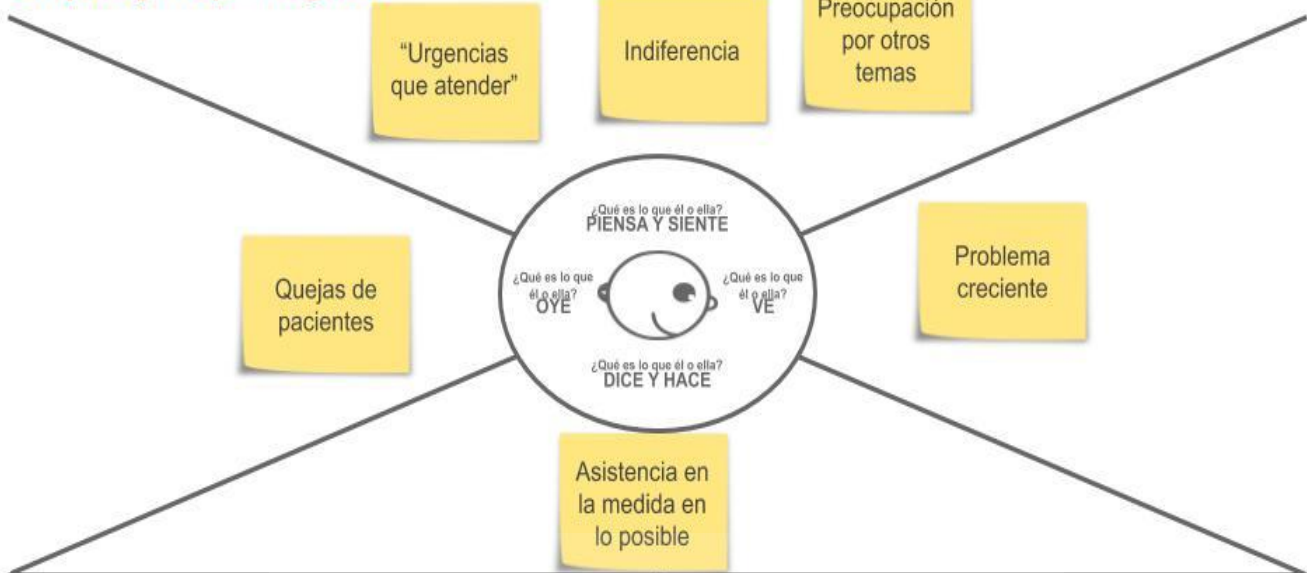 “Urgencias
que atender”
Indiferencia
Preocupación
por otros
temas
¿Qué es lo que él o ella?
PIENSA Y SIENTE
Quejas de
pacientes
¿Qué es lo que
él o ella?
OYE
¿Qué es lo que
él o ella?
VE
Problema
creciente
¿Qué es lo que él o ella?
DICE Y HACE
Asistencia en
la medida en
lo posible